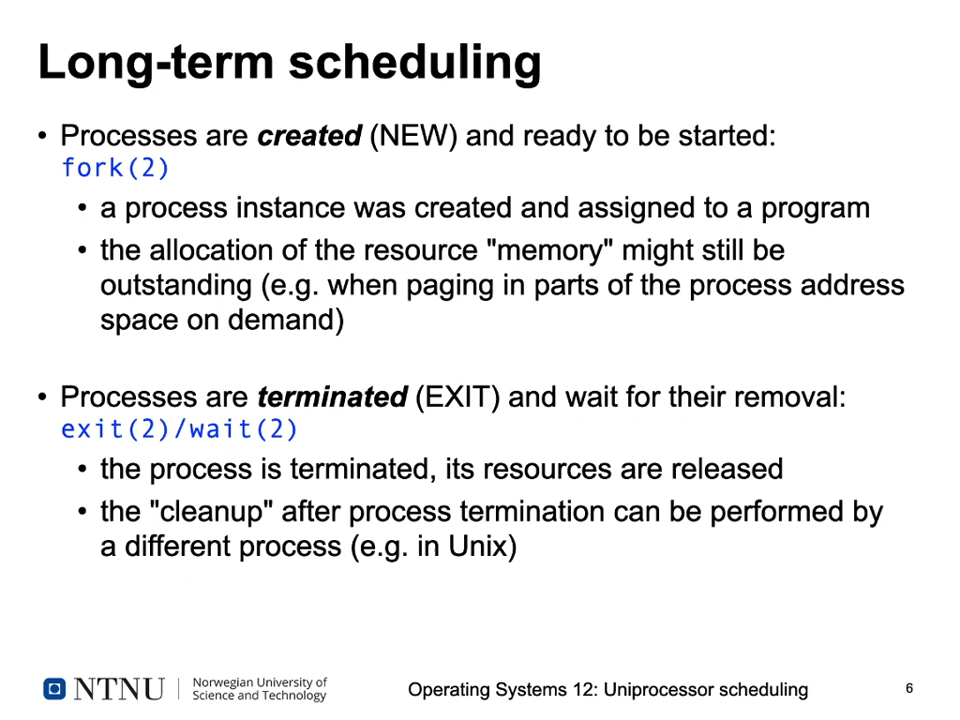 Long-term scheduling
• Processes are created (NEW) and ready to be started:
fork(2)
• a process instance was created and assigned to a program
• the allocation of the resource "memory" might still be
outstanding (e.g. when paging in parts of the process address
space on demand)
• Processes are terminated (EXIT) and wait for their removal:
exit(2)/wait(2)
• the process is terminated, its resources are released
• the "cleanup" after process termination can be performed by
a different process (e.g. in Unix)
NTNU
Norwegian University of
Science and Technology
Operating Systems 12: Uniprocessor scheduling
6